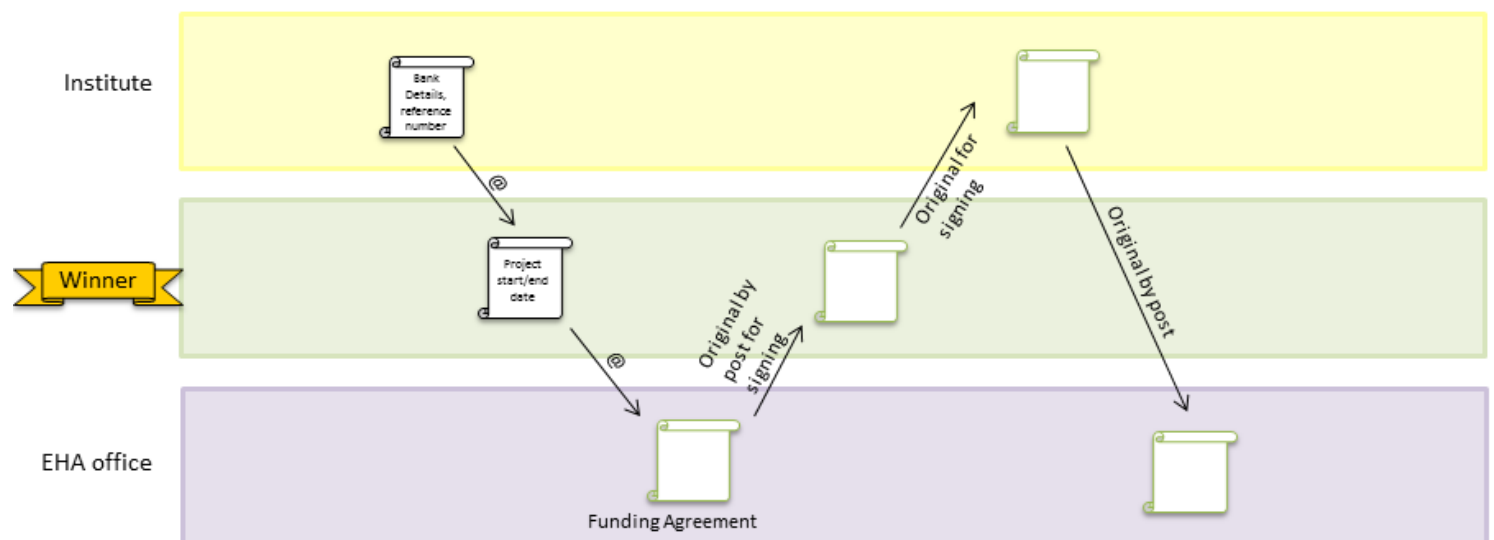 Institute
Bank
Details,
reference
number
@
Original for
signing
Winner
Project
start/end
date
@
Original by
post for
signing
Original by post
EHA office
Funding Agreement